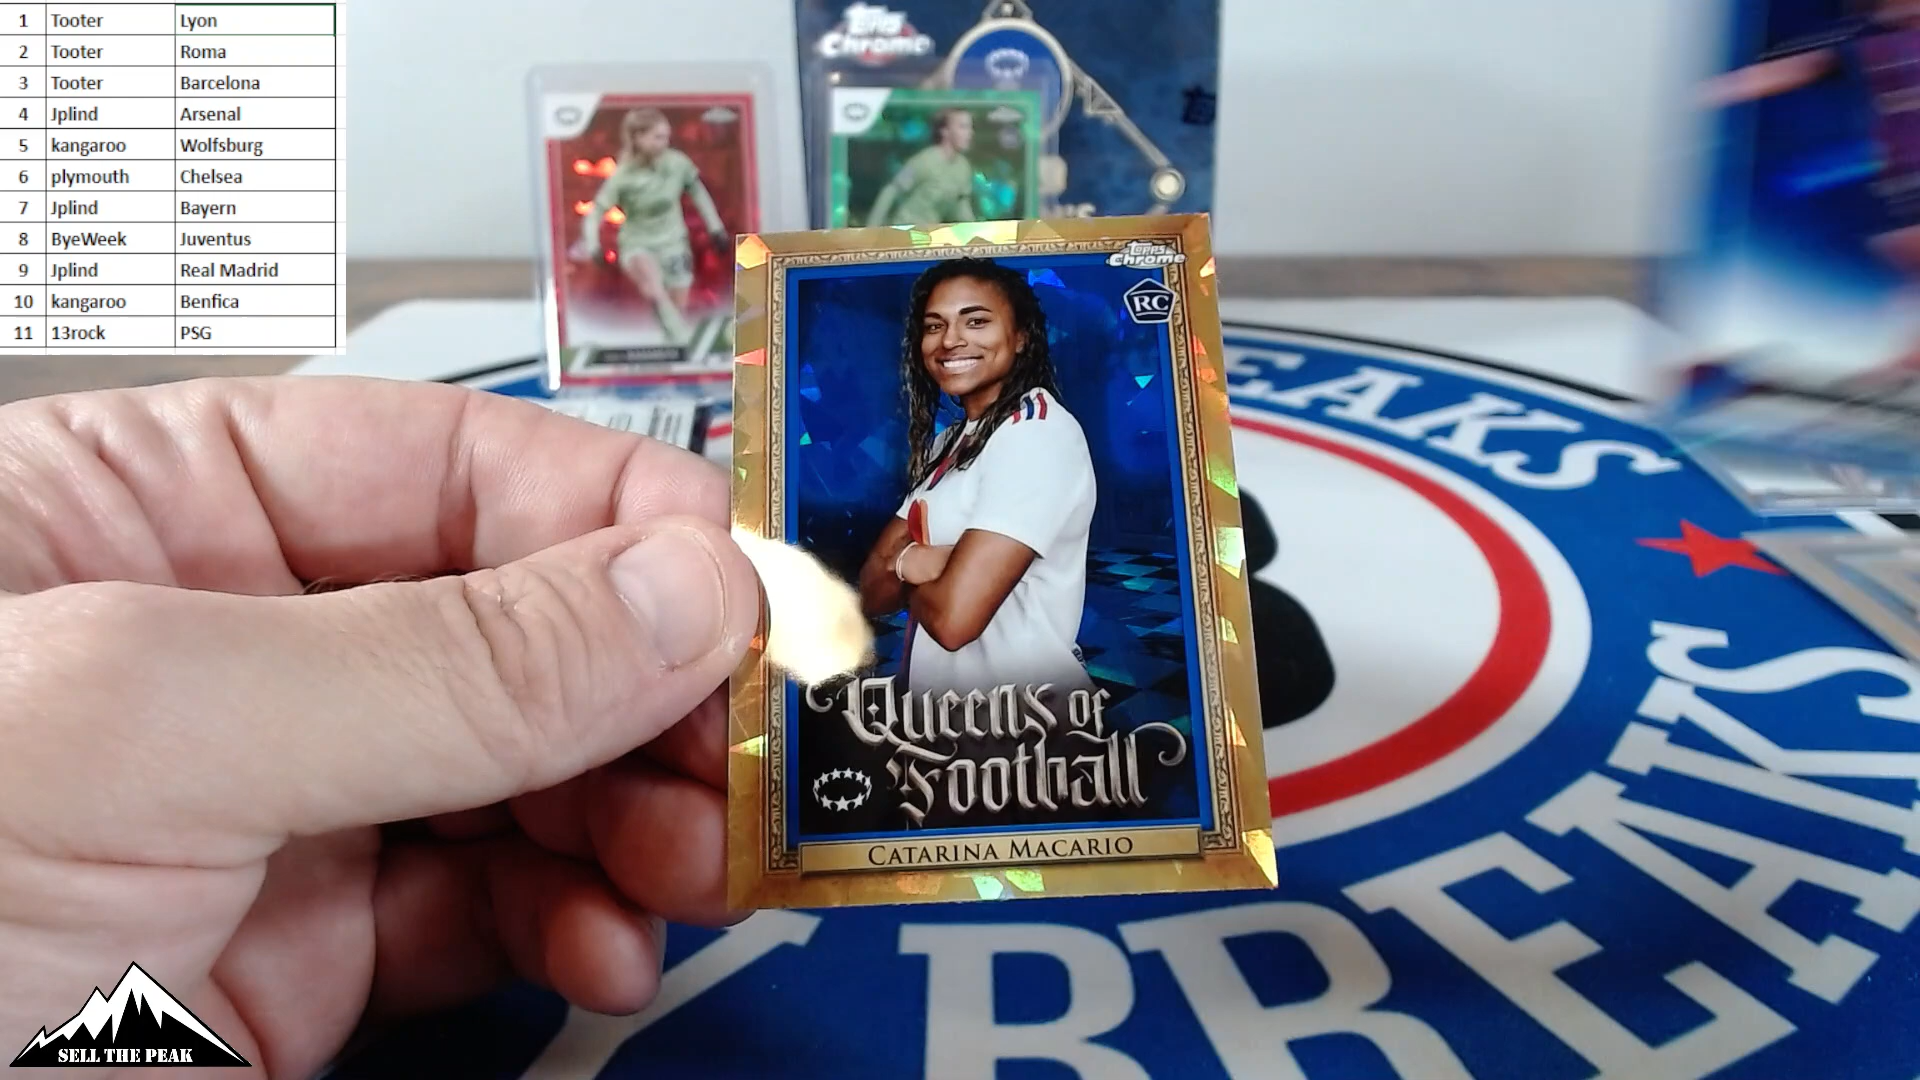 1 Tooter Lyon
2 Tooter Roma
3 Tooter Barcelona
4 Jplind Arsenal
5 kangaroo Wolfsburg
6 plymouth Chelsea
7 Jplind Bayern
8 ByeWeek Juventus
9 Jplind Real Madrid
10 kangaroo Benfica
11 13rock PSG
Topps
Chrome
Topps
Chrome
RC
Queens of
Football
CATARINA MACARIO
EAKS
BREAKS
SELL THE PEAK